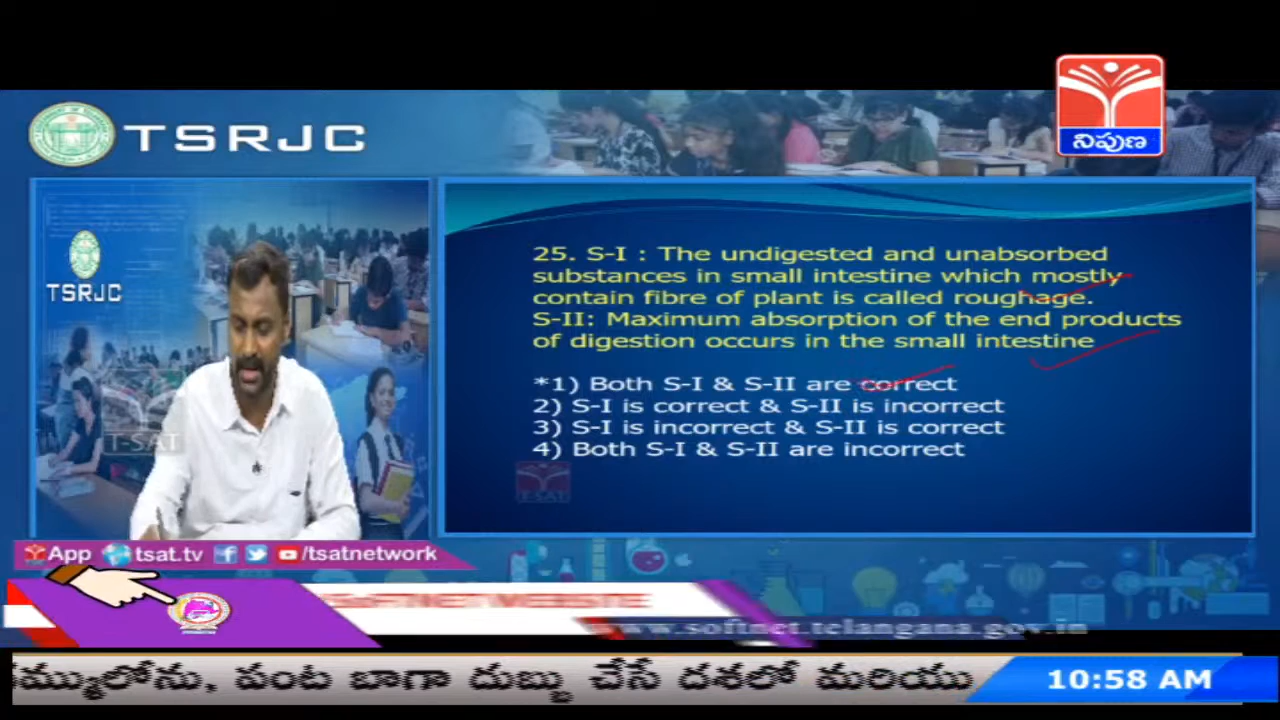 TSRJC
నిపుణ
TSRJC
T-SAT
25. S-I : The undigested and unabsorbed
substances in small intestine which mostly
contain fibre of plant is called roughage.
S-II: Maximum absorption of the end products
of digestion occurs in the small intestine
*1) Both S-I & S-II are correct
2) S-I is correct & S-II is incorrect
3) S-I is incorrect & S-II is correct
4) Both S-I & S-II are incorrect
T-SAT
App tsat.tv /tsatnetwork
www.softnet.telangana.gov.in
పంట బాగా దుబ్బు చేసే దశలో మరియు
10:58 AM